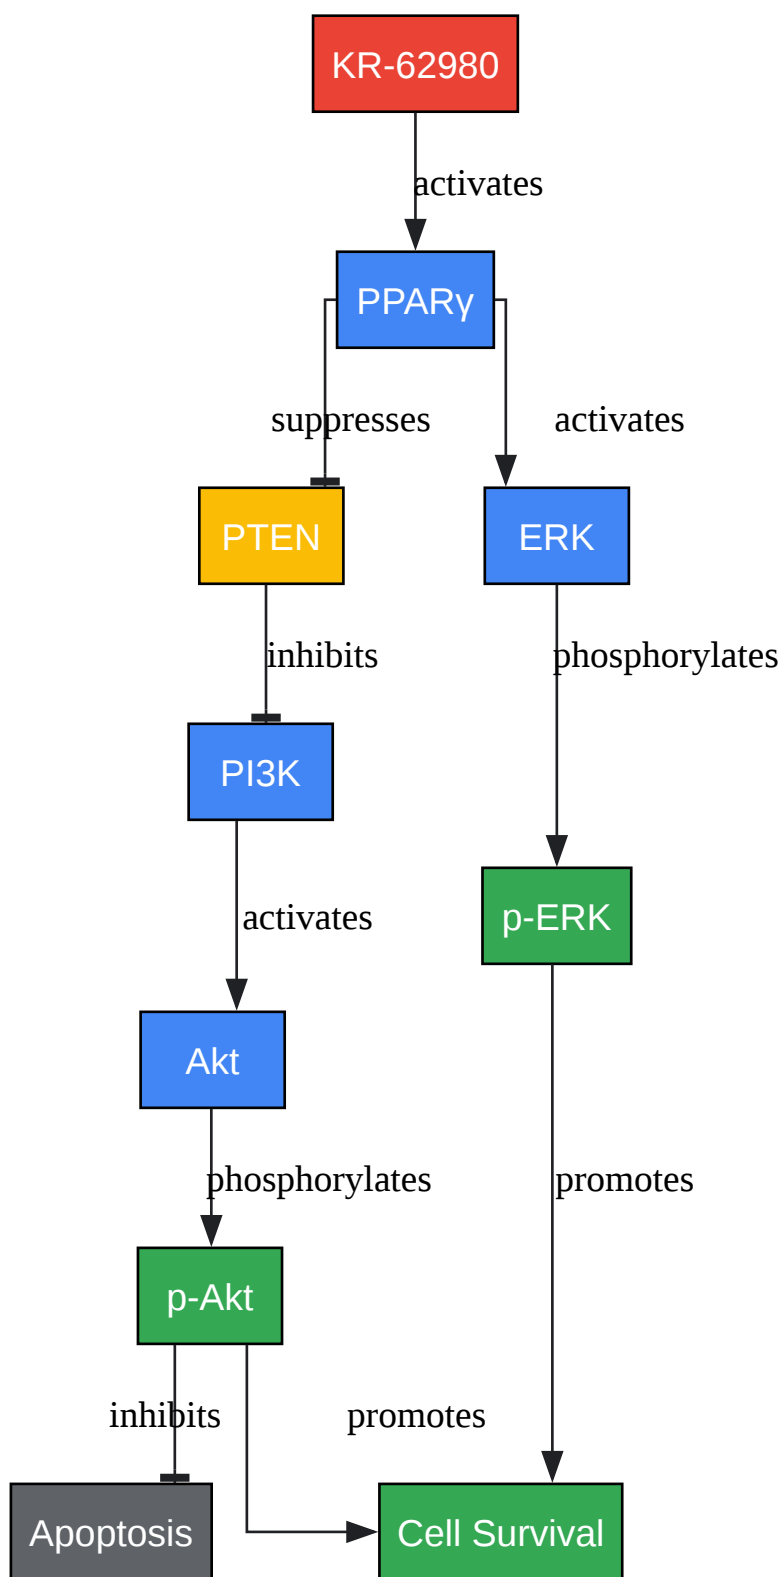 KR-62980
activates
PPARγ
suppresses
activates
PTEN
ERK
inhibits
phosphorylates
PI3K
activates
p-ERK
Akt
phosphorylates
promotes
p-Akt
inhibits
promotes
Apoptosis
Cell Survival